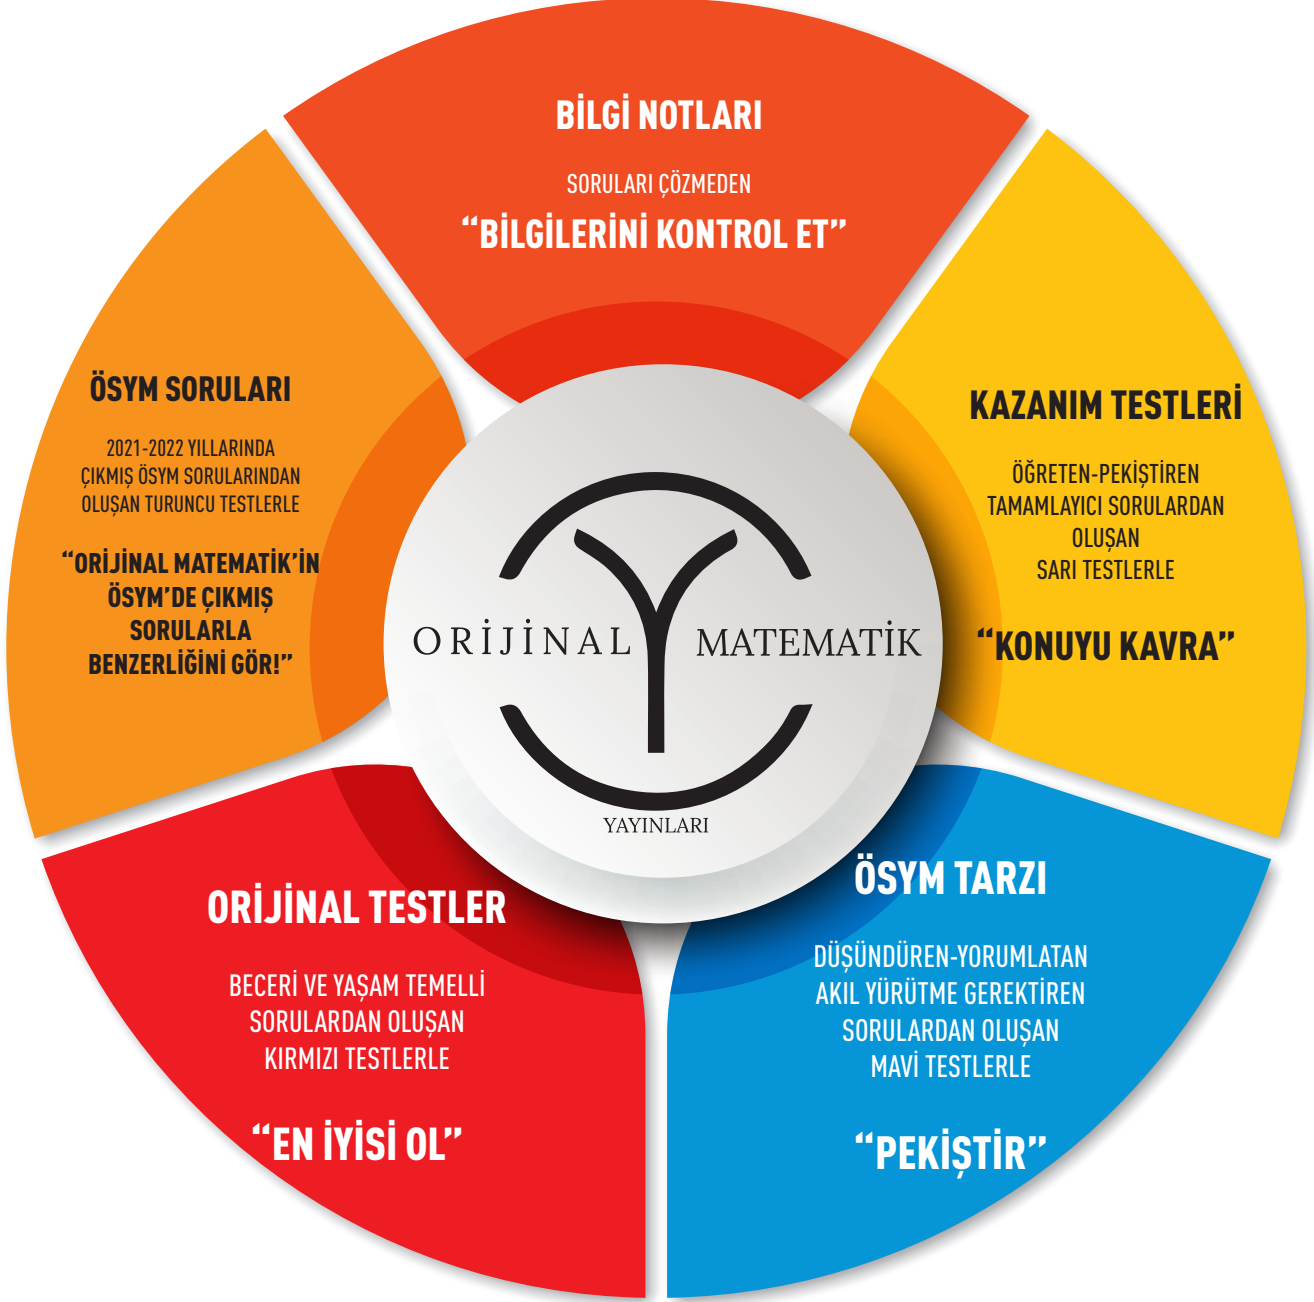 BİLGİ NOTLARI
SORULARI ÇÖZMEDEN
“BİLGİLERİNİ KONTROL ET”
KAZANIM TESTLERİ
ÖĞRETEN-PEKİŞTİREN
TAMAMLAYICI SORULARDAN
OLUŞAN
SARI TESTLERLE
“KONUYU KAVRA”
ÖSYM TARZI
DÜŞÜNDÜREN-YORUMLATAN
AKIL YÜRÜTME GEREKTİREN
SORULARDAN OLUŞAN
MAVİ TESTLERLE
“PEKİŞTİR”
ORİJİNAL TESTLER
BECERİ VE YAŞAM TEMELLİ
SORULARDAN OLUŞAN
KIRMIZI TESTLERLE
“EN İYİSİ OL”
ÖSYM SORULARI
2021-2022 YILLARINDA
ÇIKMIŞ ÖSYM SORULARINDAN
OLUŞAN TURUNCU TESTLERLE
“ORİJİNAL MATEMATİK’İN
ÖSYM’DE ÇIKMIŞ
SORULARLA
BENZERLİĞİNİ GÖR!”
ORİJİNAL MATEMATİK
YAYINLARI